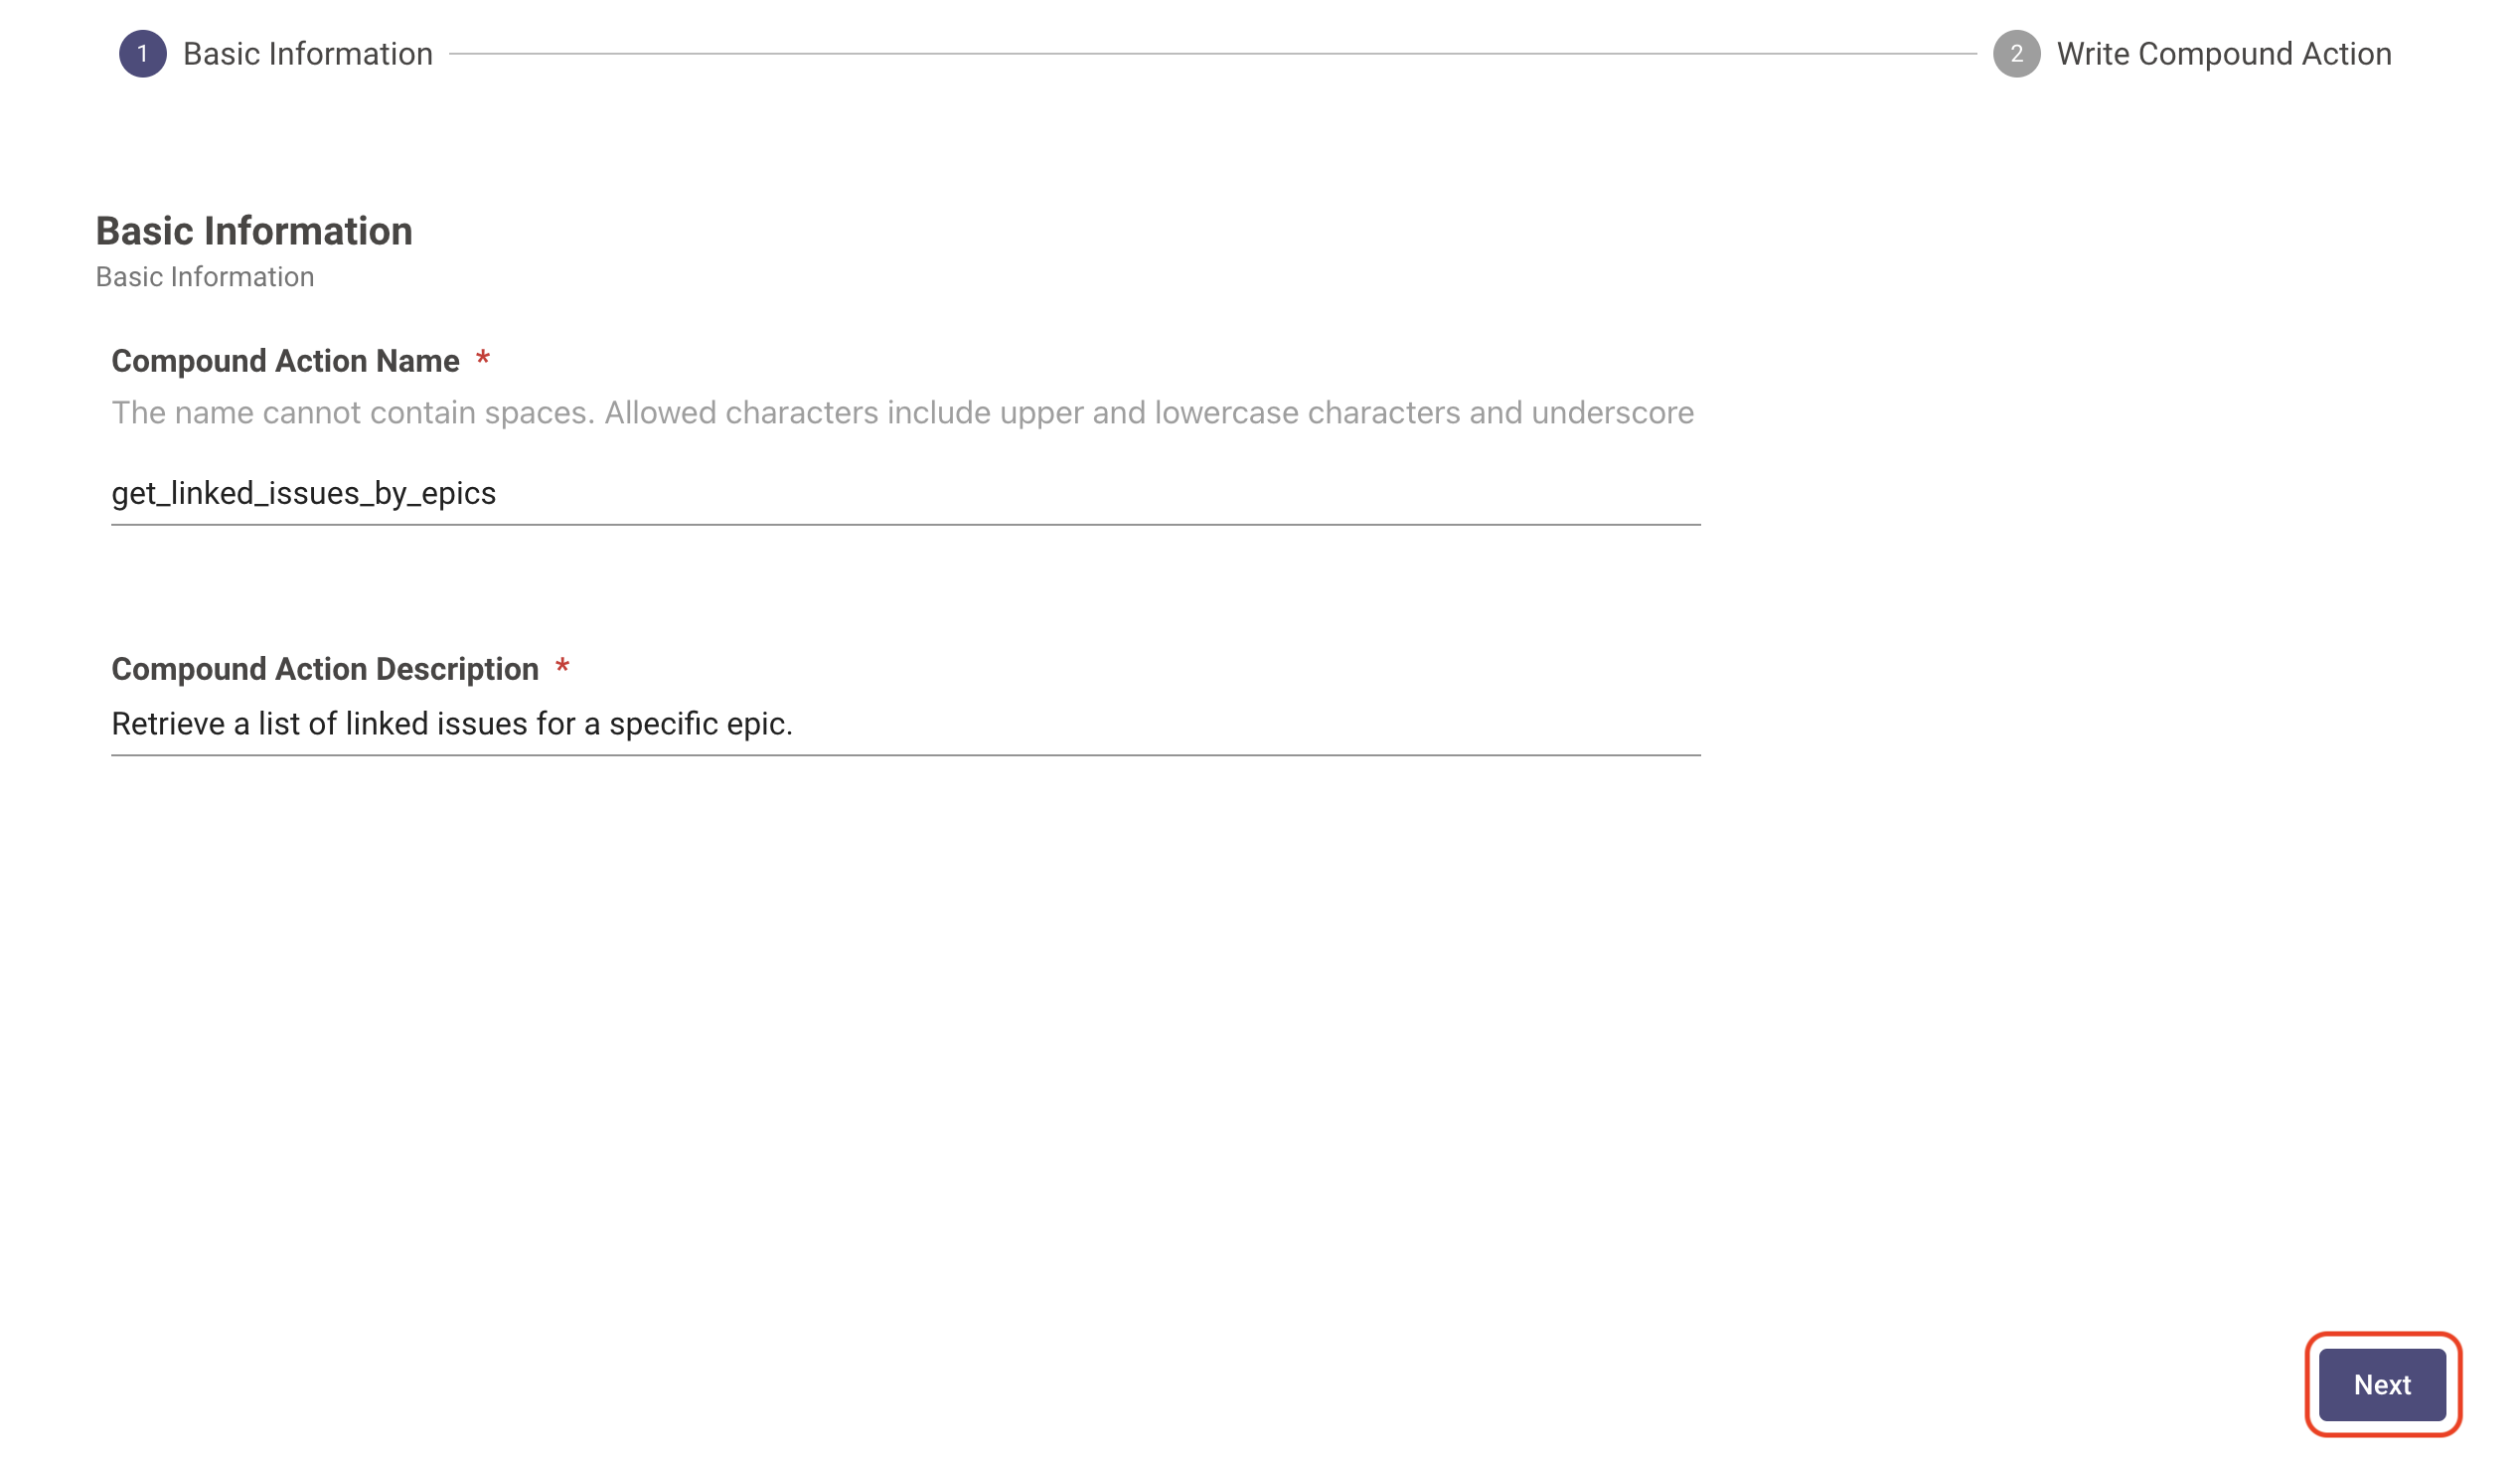 1 Basic Information
2 Write Compound Action
Basic Information
Basic Information
Compound Action Name *
The name cannot contain spaces. Allowed characters include upper and lowercase characters and underscore
get_linked_issues_by_epics
Compound Action Description *
Retrieve a list of linked issues for a specific epic.
Next